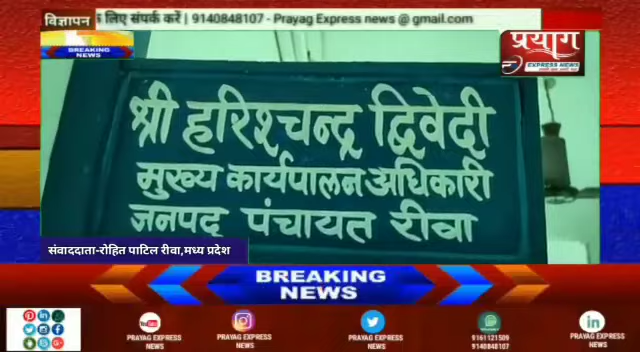 विज्ञापन
के लिए संपर्क करें | 9140848107 - Prayag Express news @ gmail.com
BREAKING
NEWS
प्रयाग
EXPRESS NEWS
श्री हरिश्चन्द्र द्विवेदी
मुख्य कार्यपालन अधिकारी
जनपद पंचायत रीवा
संवाददाता-रोहित पाटिल रीवा,मध्य प्रदेश
BREAKING
NEWS
PRAYAG EXPRESS
NEWS
PRAYAG EXPRESS
NEWS
PRAYAG EXPRESS
NEWS
9161121509
9140848107
PRAYAG EXPRESS
NEWS